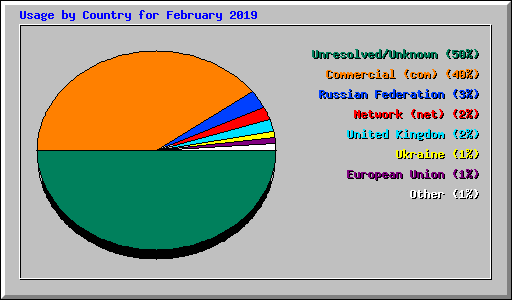 Usage by Country for February 2019
Unresolved/Unknown (50%)
Commercial (com) (40%)
Russian Federation (3%)
Network (net) (2%)
United Kingdom (2%)
Ukraine (1%)
European Union (1%)
Other (1%)